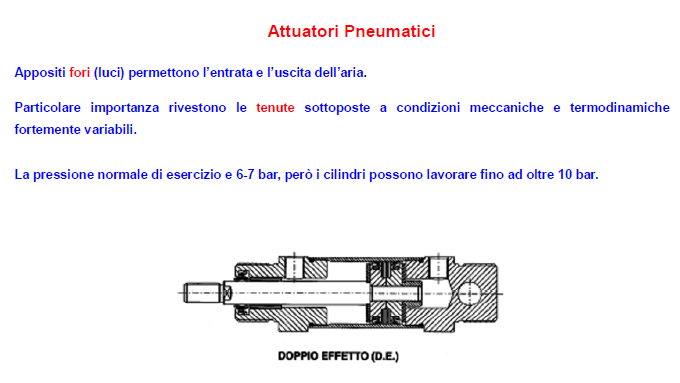 Attuatori Pneumatici
Appositi fori (luci) permettono l'entrata e l'uscita dell'aria.
Particolare importanza rivestono le tenute sottoposte a condizioni meccaniche e termodinamiche
fortemente variabili.
La pressione normale di esercizio e 6-7 bar, però i cilindri possono lavorare fino ad oltre 10 bar.
DOPPIO EFFETTO (D.E.)